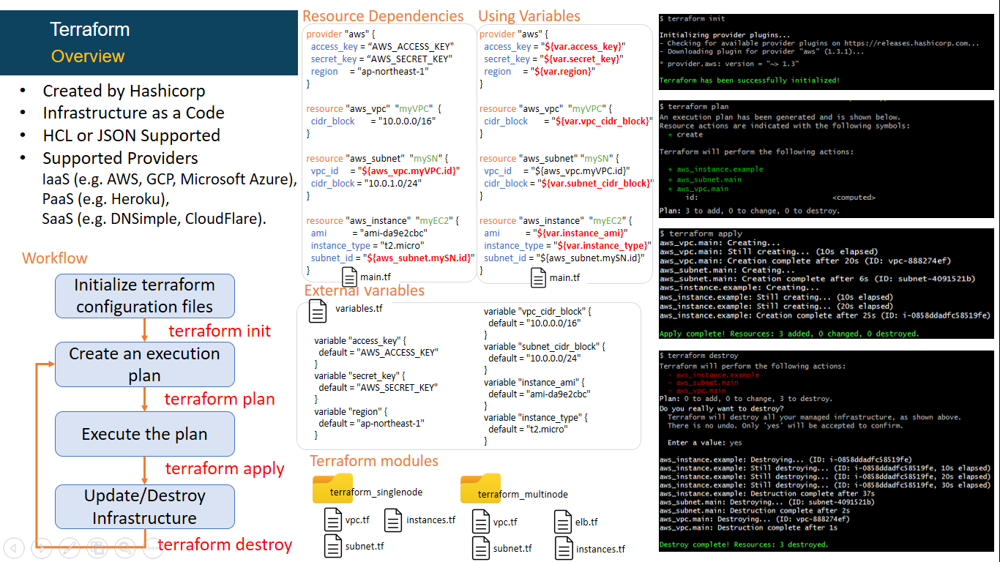 Terraform
Overview
• Created by Hashicorp
• Infrastructure as a Code
• HCL or JSON Supported
• Supported Providers
IaaS (e.g. AWS, GCP, Microsoft Azure),
PaaS (e.g. Heroku),
SaaS (e.g. DNSimple, CloudFlare).
Workflow
Initialize terraform
configuration files
terraform init
Create an execution
plan
terraform plan
Execute the plan
terraform apply
Update/Destroy
Infrastructure
terraform destroy
Resource Dependencies
provider "aws" {
access_key = “AWS_ACCESS_KEY"
secret_key = “AWS_SECRET_KEY"
region = "ap-northeast-1"
}
resource "aws_vpc" "myVPC" {
cidr_block = "10.0.0.0/16"
}
resource "aws_subnet" "mySN" {
vpc_id = "${aws_vpc.myVPC.id}"
cidr_block = "10.0.1.0/24"
}
resource "aws_instance" "myEC2" {
ami = "ami-da9e2cbc"
instance_type = "t2.micro"
subnet_id = "${aws_subnet.mySN.id}"
}
main.tf
Using Variables
provider "aws" {
access_key = "${var.access_key}"
secret_key = "${var.secret_key}"
region = "${var.region}"
}
resource "aws_vpc" "myVPC" {
cidr_block = "${var.vpc_cidr_block}"
}
resource "aws_subnet" "mySN" {
vpc_id = "${aws_vpc.myVPC.id}"
cidr_block = "${var.subnet_cidr_block}"
}
resource "aws_instance" "myEC2" {
ami = "${var.instance_ami}"
instance_type = "${var.instance_type}"
subnet_id = "${aws_subnet.mySN.id}"
}
main.tf
External Variables
variables.tf
variable "access_key" {
default = "AWS_ACCESS_KEY"
}
variable "secret_key" {
default = "AWS_SECRET_KEY"
}
variable "region" {
default = "ap-northeast-1"
}
variable "vpc_cidr_block" {
default = "10.0.0.0/16"
}
variable "subnet_cidr_block" {
default = "10.0.0.0/24"
}
variable "instance_ami" {
default = "ami-da9e2cbc"
}
variable "instance_type" {
default = "t2.micro"
}
Terraform modules
terraform_singlenode
vpc.tf
instances.tf
subnet.tf
terraform_multinode
vpc.tf
elb.tf
subnet.tf
instances.tf
$ terraform init
Initializing provider plugins...
- Checking for available provider plugins on https://releases.hashicorp.com...
- Downloading plugin for provider "aws" (1.3.1)...
* provider.aws: version = "~> 1.3"
Terraform has been successfully initialized!
$ terraform plan
An execution plan has been generated and is shown below.
Resource actions are indicated with the following symbols:
+ create
Terraform will perform the following actions:
+ aws_instance.example
+ aws_subnet.main
+ aws_vpc.main
id: <computed>
Plan: 3 to add, 0 to change, 0 to destroy.
$ terraform apply
aws_vpc.main: Creating...
aws_vpc.main: Still creating... (10s elapsed)
aws_vpc.main: Creation complete after 20s (ID: vpc-888274ef)
aws_subnet.main: Creating...
aws_subnet.main: Creation complete after 6s (ID: subnet-4091521b)
aws_instance.example: Creating...
aws_instance.example: Still creating... (10s elapsed)
aws_instance.example: Still creating... (20s elapsed)
aws_instance.example: Creation complete after 25s (ID: i-0858ddadfc58519fe)
Apply complete! Resources: 3 added, 0 changed, 0 destroyed.
$ terraform destroy
Terraform will perform the following actions:
- aws_instance.example
- aws_subnet.main
- aws_vpc.main
Plan: 0 to add, 0 to change, 3 to destroy.
Do you really want to destroy?
Terraform will destroy all your managed infrastructure, as shown above.
There is no undo. Only 'yes' will be accepted to confirm.
Enter a value: yes
aws_instance.example: Destroying... (ID: i-0858ddadfc58519fe)
aws_instance.example: Still destroying... (ID: i-0858ddadfc58519fe, 10s elapsed)
aws_instance.example: Still destroying... (ID: i-0858ddadfc58519fe, 20s elapsed)
aws_instance.example: Still destroying... (ID: i-0858ddadfc58519fe, 30s elapsed)
aws_instance.example: Destruction complete after 37s
aws_subnet.main: Destroying... (ID: subnet-4091521b)
aws_subnet.main: Destruction complete after 2s
aws_vpc.main: Destroying... (ID: vpc-888274ef)
aws_vpc.main: Destruction complete after 1s
Destroy complete! Resources: 3 destroyed.